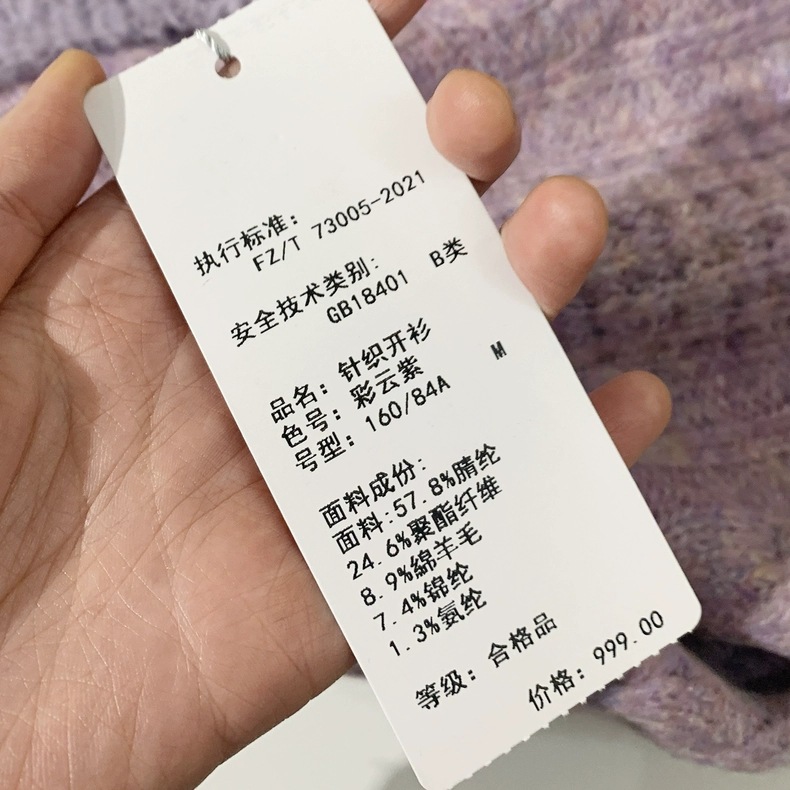 执行标准:
FZ/T 73005-2021
安全技术类别:
GB18401 B类
品名: 针织开衫
色号: 彩云紫 M
号型: 160/84A
面料成份:
面料:57.8%腈纶
24.6%聚酯纤维
8.9%綿羊毛
7.4%锦纶
1.3%氨纶
等级: 合格品
价格: 999.00